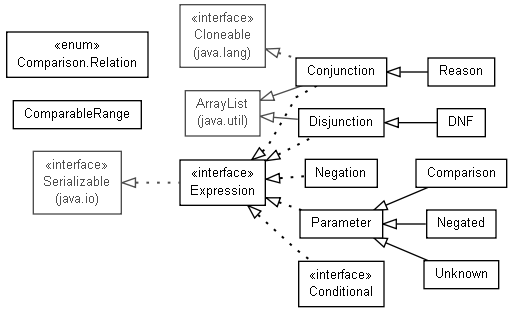 «enum»
Comparison.Relation
ComparableRange
«interface»
Serializable
(java.io)
«interface»
Cloneable
(java.lang)
ArrayList
(java.util)
«interface»
Expression
Conjunction
Disjunction
Negation
Parameter
«interface»
Conditional
Reason
DNF
Comparison
Negated
Unknown